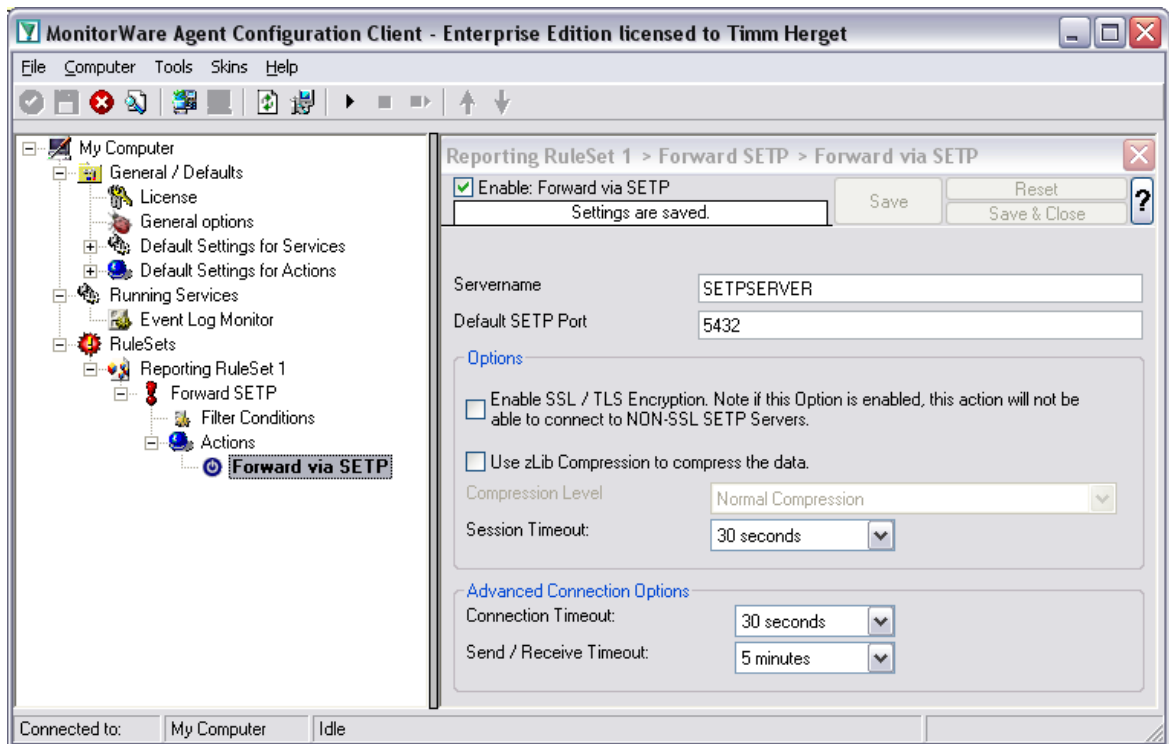 MonitorWare Agent Configuration Client - Enterprise Edition licensed to Timm Herget
File Computer Tools Skins Help
My Computer
General / Defaults
License
General options
Default Settings for Services
Default Settings for Actions
Running Services
Event Log Monitor
RuleSets
Reporting RuleSet 1
Forward SETP
Filter Conditions
Actions
Forward via SETP
Reporting RuleSet 1 > Forward SETP > Forward via SETP
Enable: Forward via SETP
Settings are saved.
Save
Reset
Save & Close
?
Servername
SETPSERVER
Default SETP Port
5432
Options
Enable SSL / TLS Encryption. Note if this Option is enabled, this action will not be
able to connect to NON-SSL SETP Servers.
Use zLib Compression to compress the data.
Compression Level
Normal Compression
Session Timeout:
30 seconds
Advanced Connection Options
Connection Timeout:
30 seconds
Send / Receive Timeout:
5 minutes
Connected to:
My Computer
Idle